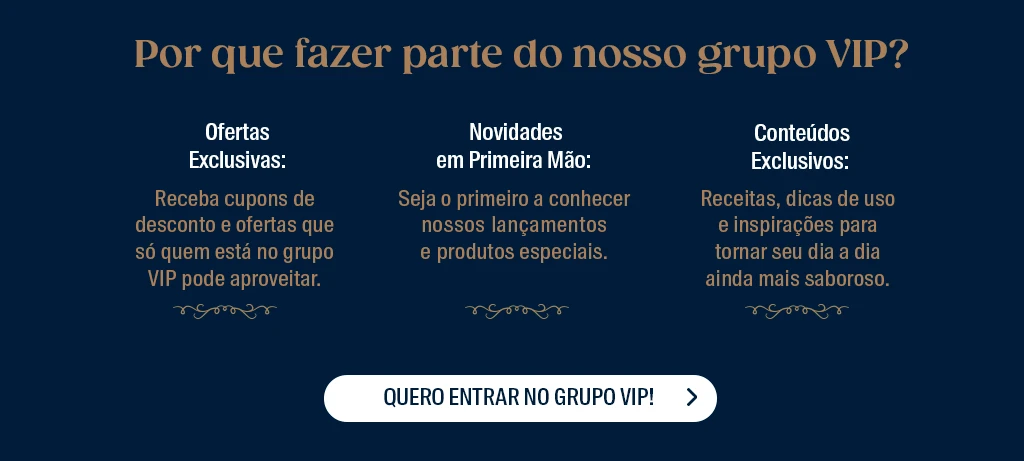 Por que fazer parte do nosso grupo VIP?
Ofertas
Exclusivas:
Receba cupons de
desconto e ofertas que
só quem está no grupo
VIP pode aproveitar.
Novidades
em Primeira Mão:
Seja o primeiro a conhecer
nossos lançamentos
e produtos especiais.
Conteúdos
Exclusivos:
Receitas, dicas de uso
e inspirações para
tornar seu dia a dia
ainda mais saboroso.
QUERO ENTRAR NO GRUPO VIP!